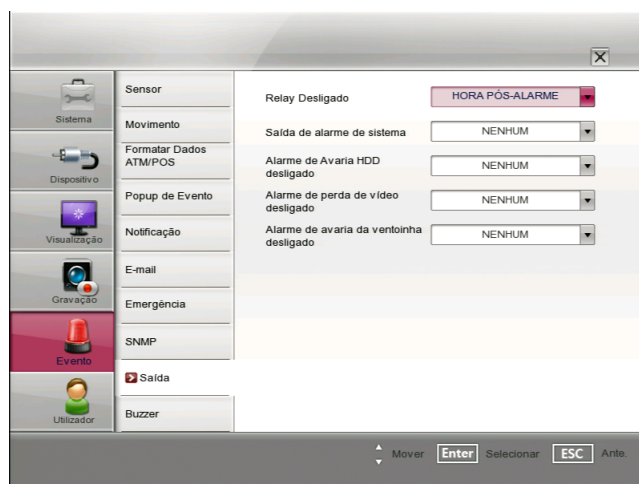 Sistema
Dispositivo
Visualização
Gravação
Evento
Utilizador
Sensor
Movimento
Formatar Dados
ATM/POS
Popup de Evento
Notificação
E-mail
Emergência
SNMP
Saída
Buzzer
Relay Desligado
HORA PÓS-ALARME
Saída de alarme de sistema
NENHUM
Alarme de Avaria HDD
desligado
NENHUM
Alarme de perda de vídeo
desligado
NENHUM
Alarme de avaria da ventoinha
desligado
NENHUM
Mover Enter Selecionar ESC Ante.